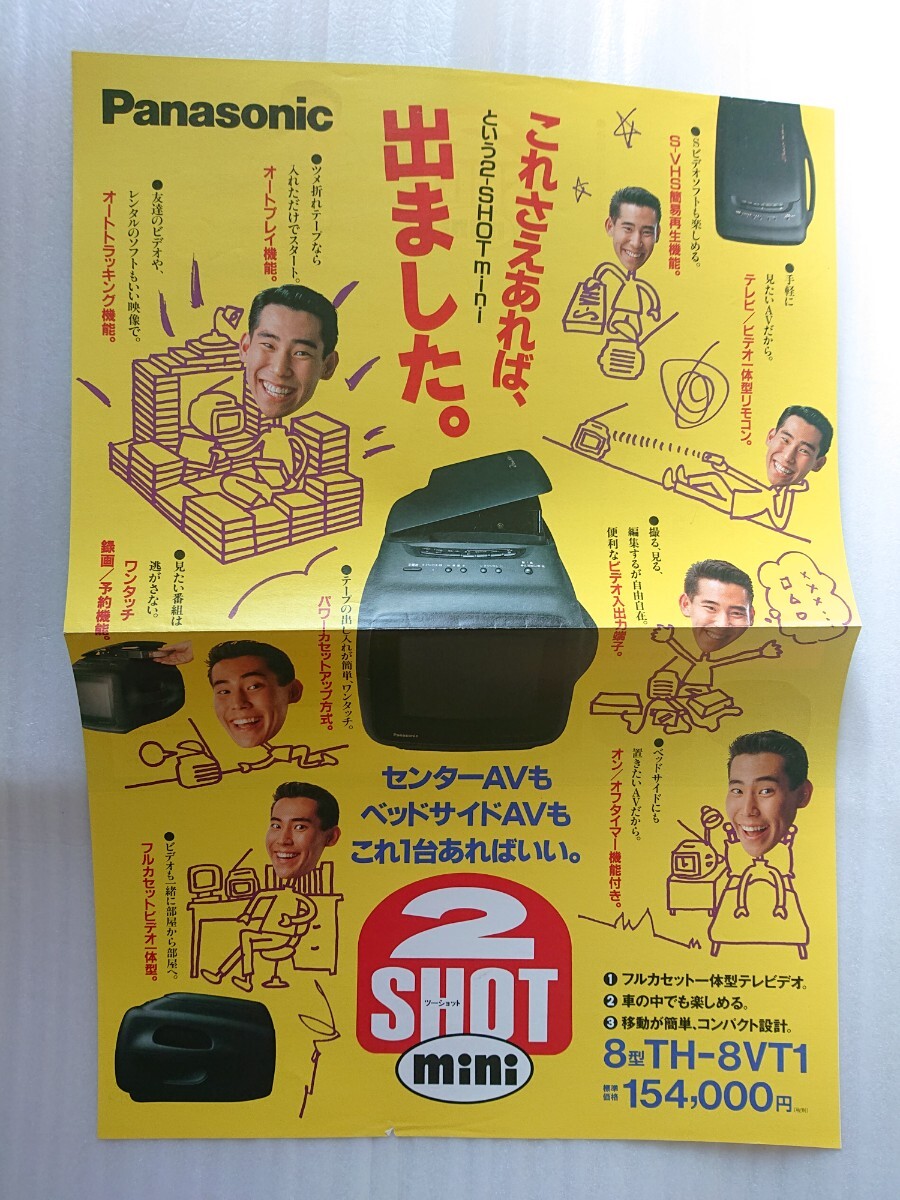 Panasonic
これさえあれば、
という2-SHOTmini
出ました。
●Sビデオソフトも楽しめる。
S-VHS簡易再生機能。
●手軽に
見たいAVだから。
テレビ/ビデオ一体型リモコン。
●ツメ折れテープなら
入れただけでスタート。
オートプレイ機能。
●友達のビデオや、
レンタルのソフトもいい映像で。
オートトラッキング機能。
●撮る、見る、
編集するが自由自在。
便利なビデオ入出力端子。
●テープの出し入れが簡単、ワンタッチ。
パワーカセットアップ方式。
●見たい番組は
逃がさない。
ワンタッチ
録画/予約機能。
Panasonic
●ベッドサイドにも
置きたいAVだから。
オン/オフタイマー機能付き。
●ビデオも一緒に部屋から部屋へ。
フルカセットビデオ一体型。
センターAVも
ベッドサイドAVも
これ1台あればいい。
2
SHOT
ツーショット
mini
❶フルカセット一体型テレビデオ。
❷車の中でも楽しめる。
❸移動が簡単、コンパクト設計。
8型TH-8VT1
標準価格154,000円(税別)